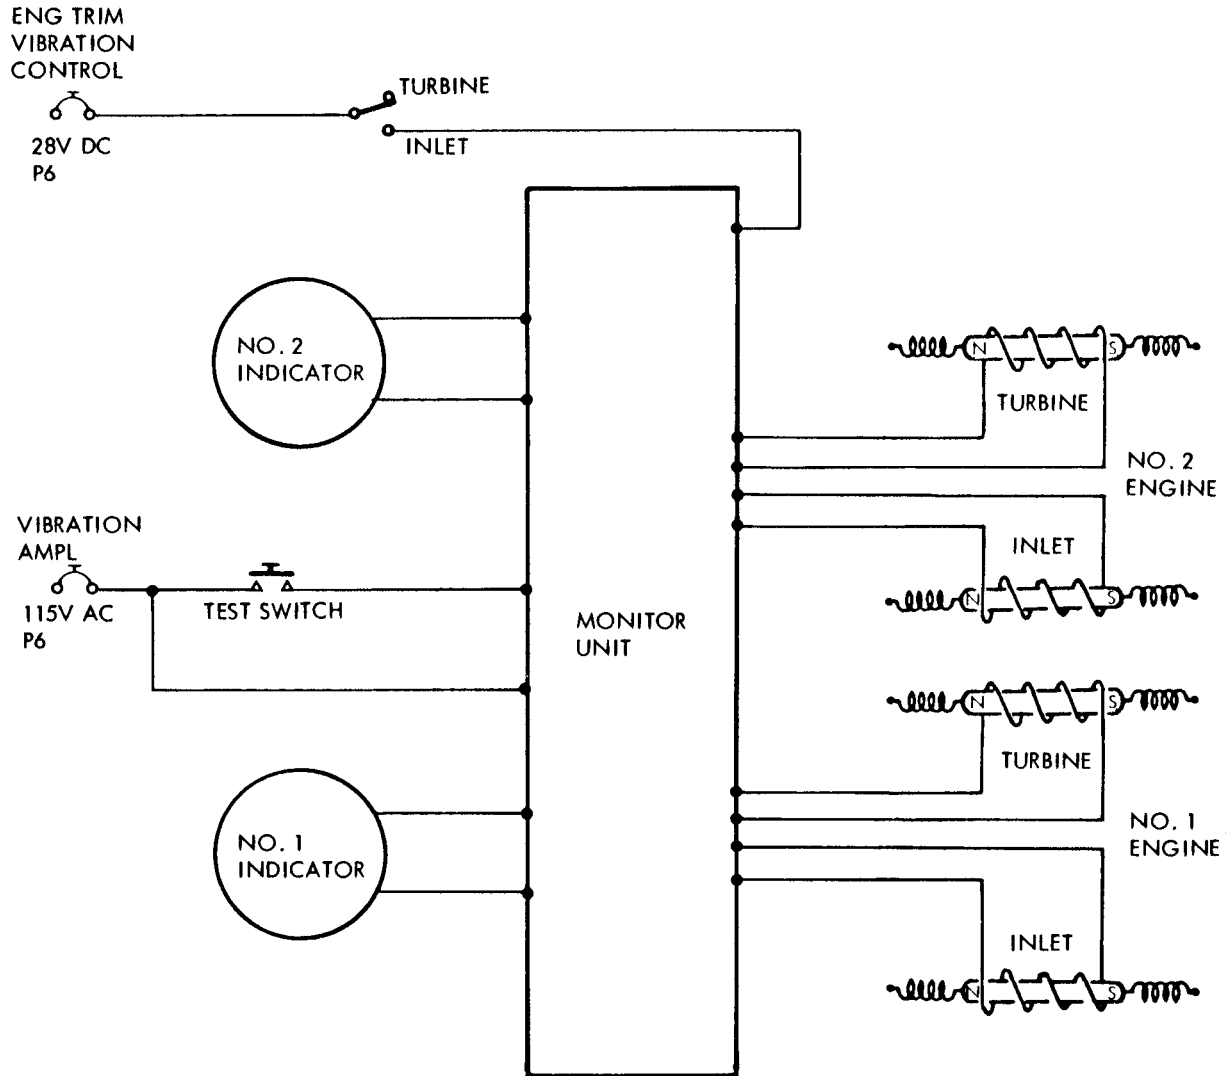 ENG TRIM
VIBRATION
CONTROL
28V DC
P6
TURBINE
INLET
NO. 2
INDICATOR
VIBRATION
AMPL
115V AC
P6
TEST SWITCH
NO. 1
INDICATOR
MONITOR
UNIT
N
S
TURBINE
NO. 2
ENGINE
INLET
N
S
N
S
TURBINE
NO. 1
ENGINE
INLET
N
S